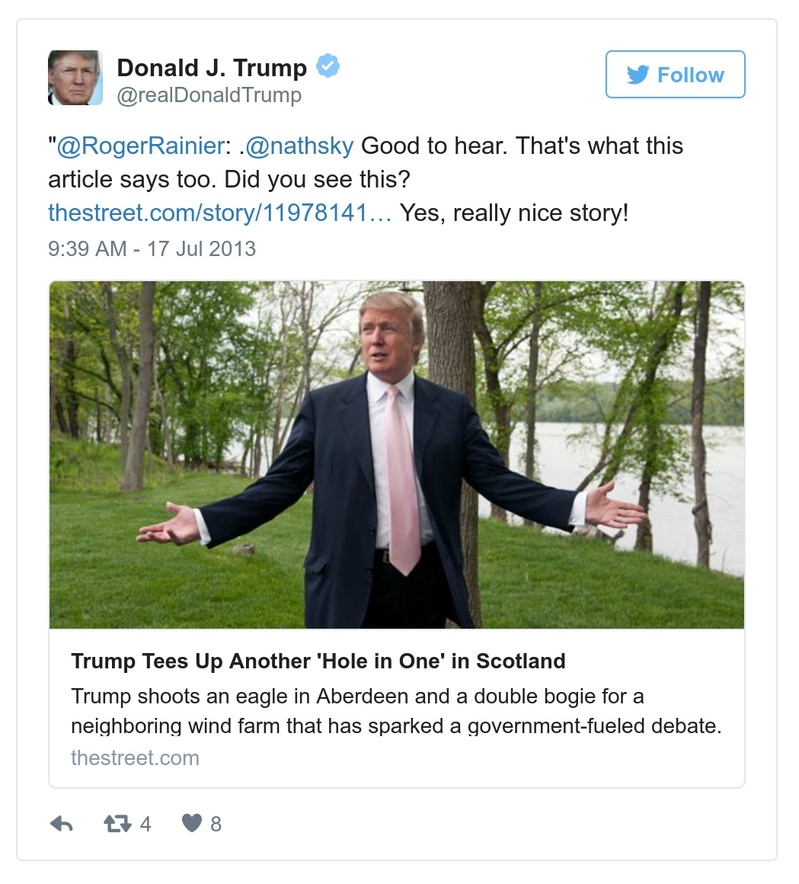 Donald J. Trump
@realDonaldTrump
Follow
"@RogerRainier: .@nathsky Good to hear. That's what this
article says too. Did you see this?
thestreet.com/story/11978141… Yes, really nice story!
9:39 AM - 17 Jul 2013
Trump Tees Up Another 'Hole in One' in Scotland
Trump shoots an eagle in Aberdeen and a double bogie for a
neighboring wind farm that has sparked a government-fueled debate.
thestreet.com
4
8